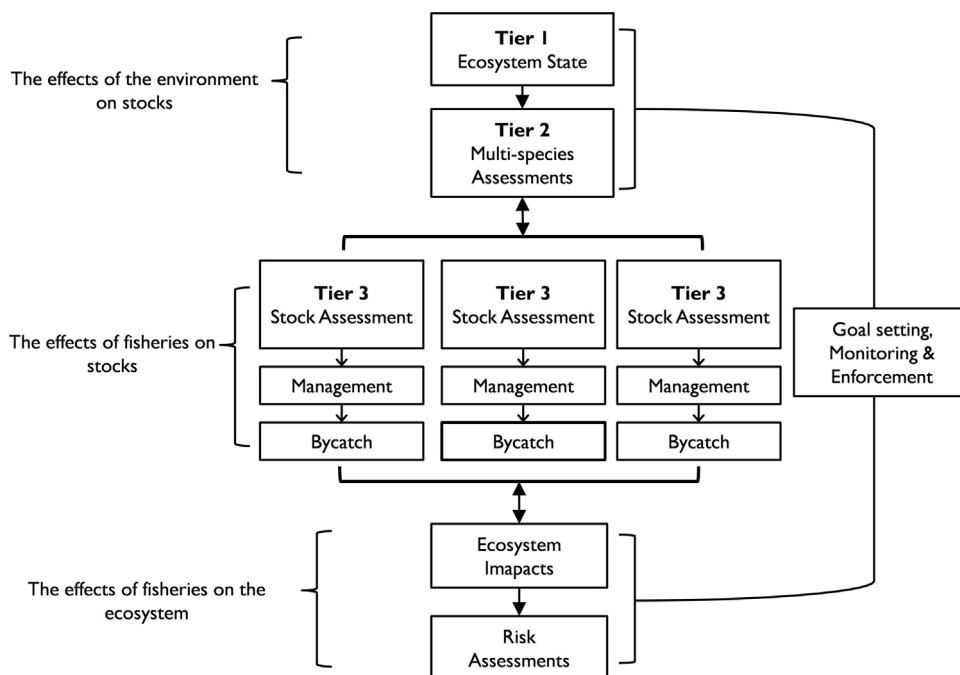 Tier 1
Ecosystem State
The effects of the environment
on stocks
Tier 2
Multi-species
Assessments
Tier 3
Stock Assessment
Tier 3
Stock Assessment
Tier 3
Stock Assessment
The effects of fisheries on
stocks
Management
Management
Management
Bycatch
Bycatch
Bycatch
Goal setting,
Monitoring &
Enforcement
Ecosystem
Imapacts
The effects of fisheries on the
ecosystem
Risk
Assessments